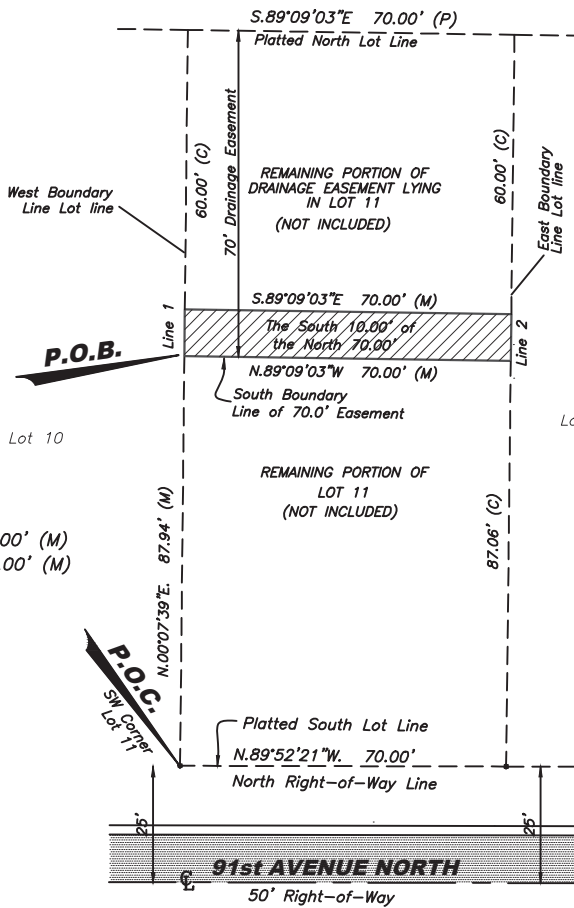 S.89°09'03"E 70.00' (P)
Platted North Lot Line
60.00' (C)
70' Drainage Easement
60.00' (C)
East Boundary
Line Lot line
West Boundary
Line Lot line
REMAINING PORTION OF
DRAINAGE EASEMENT LYING
IN LOT 11
(NOT INCLUDED)
S.89°09'03"E 70.00' (M)
Line 1
The South 10.00' of
the North 70.00'
Line 2
P.O.B.
N.89°09'03"W 70.00' (M)
South Boundary
Line of 70.0' Easement
Lot 10
Lo
REMAINING PORTION OF
LOT 11
(NOT INCLUDED)
N.00°07'39"E. 87.94' (M)
87.06' (C)
00' (M)
.00' (M)
P.O.C.
SW Corner
Lot 11
Platted South Lot Line
N.89°52'21"W. 70.00'
North Right-of-Way Line
25'
25'
91st AVENUE NORTH
50' Right-of-Way